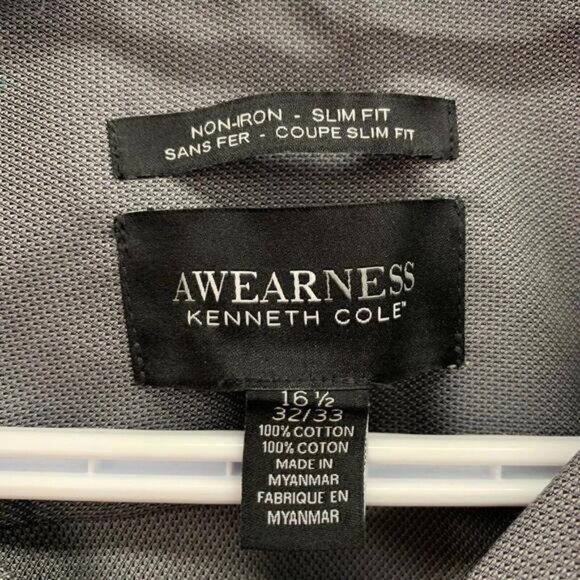 NON-IRON - SLIM FIT
SANS FER - COUPE SLIM FIT
AWEARNESS
KENNETH COLE™
16 ½
32/33
100% COTTON
100% COTON
MADE IN
MYANMAR
FABRIQUE EN
MYANMAR